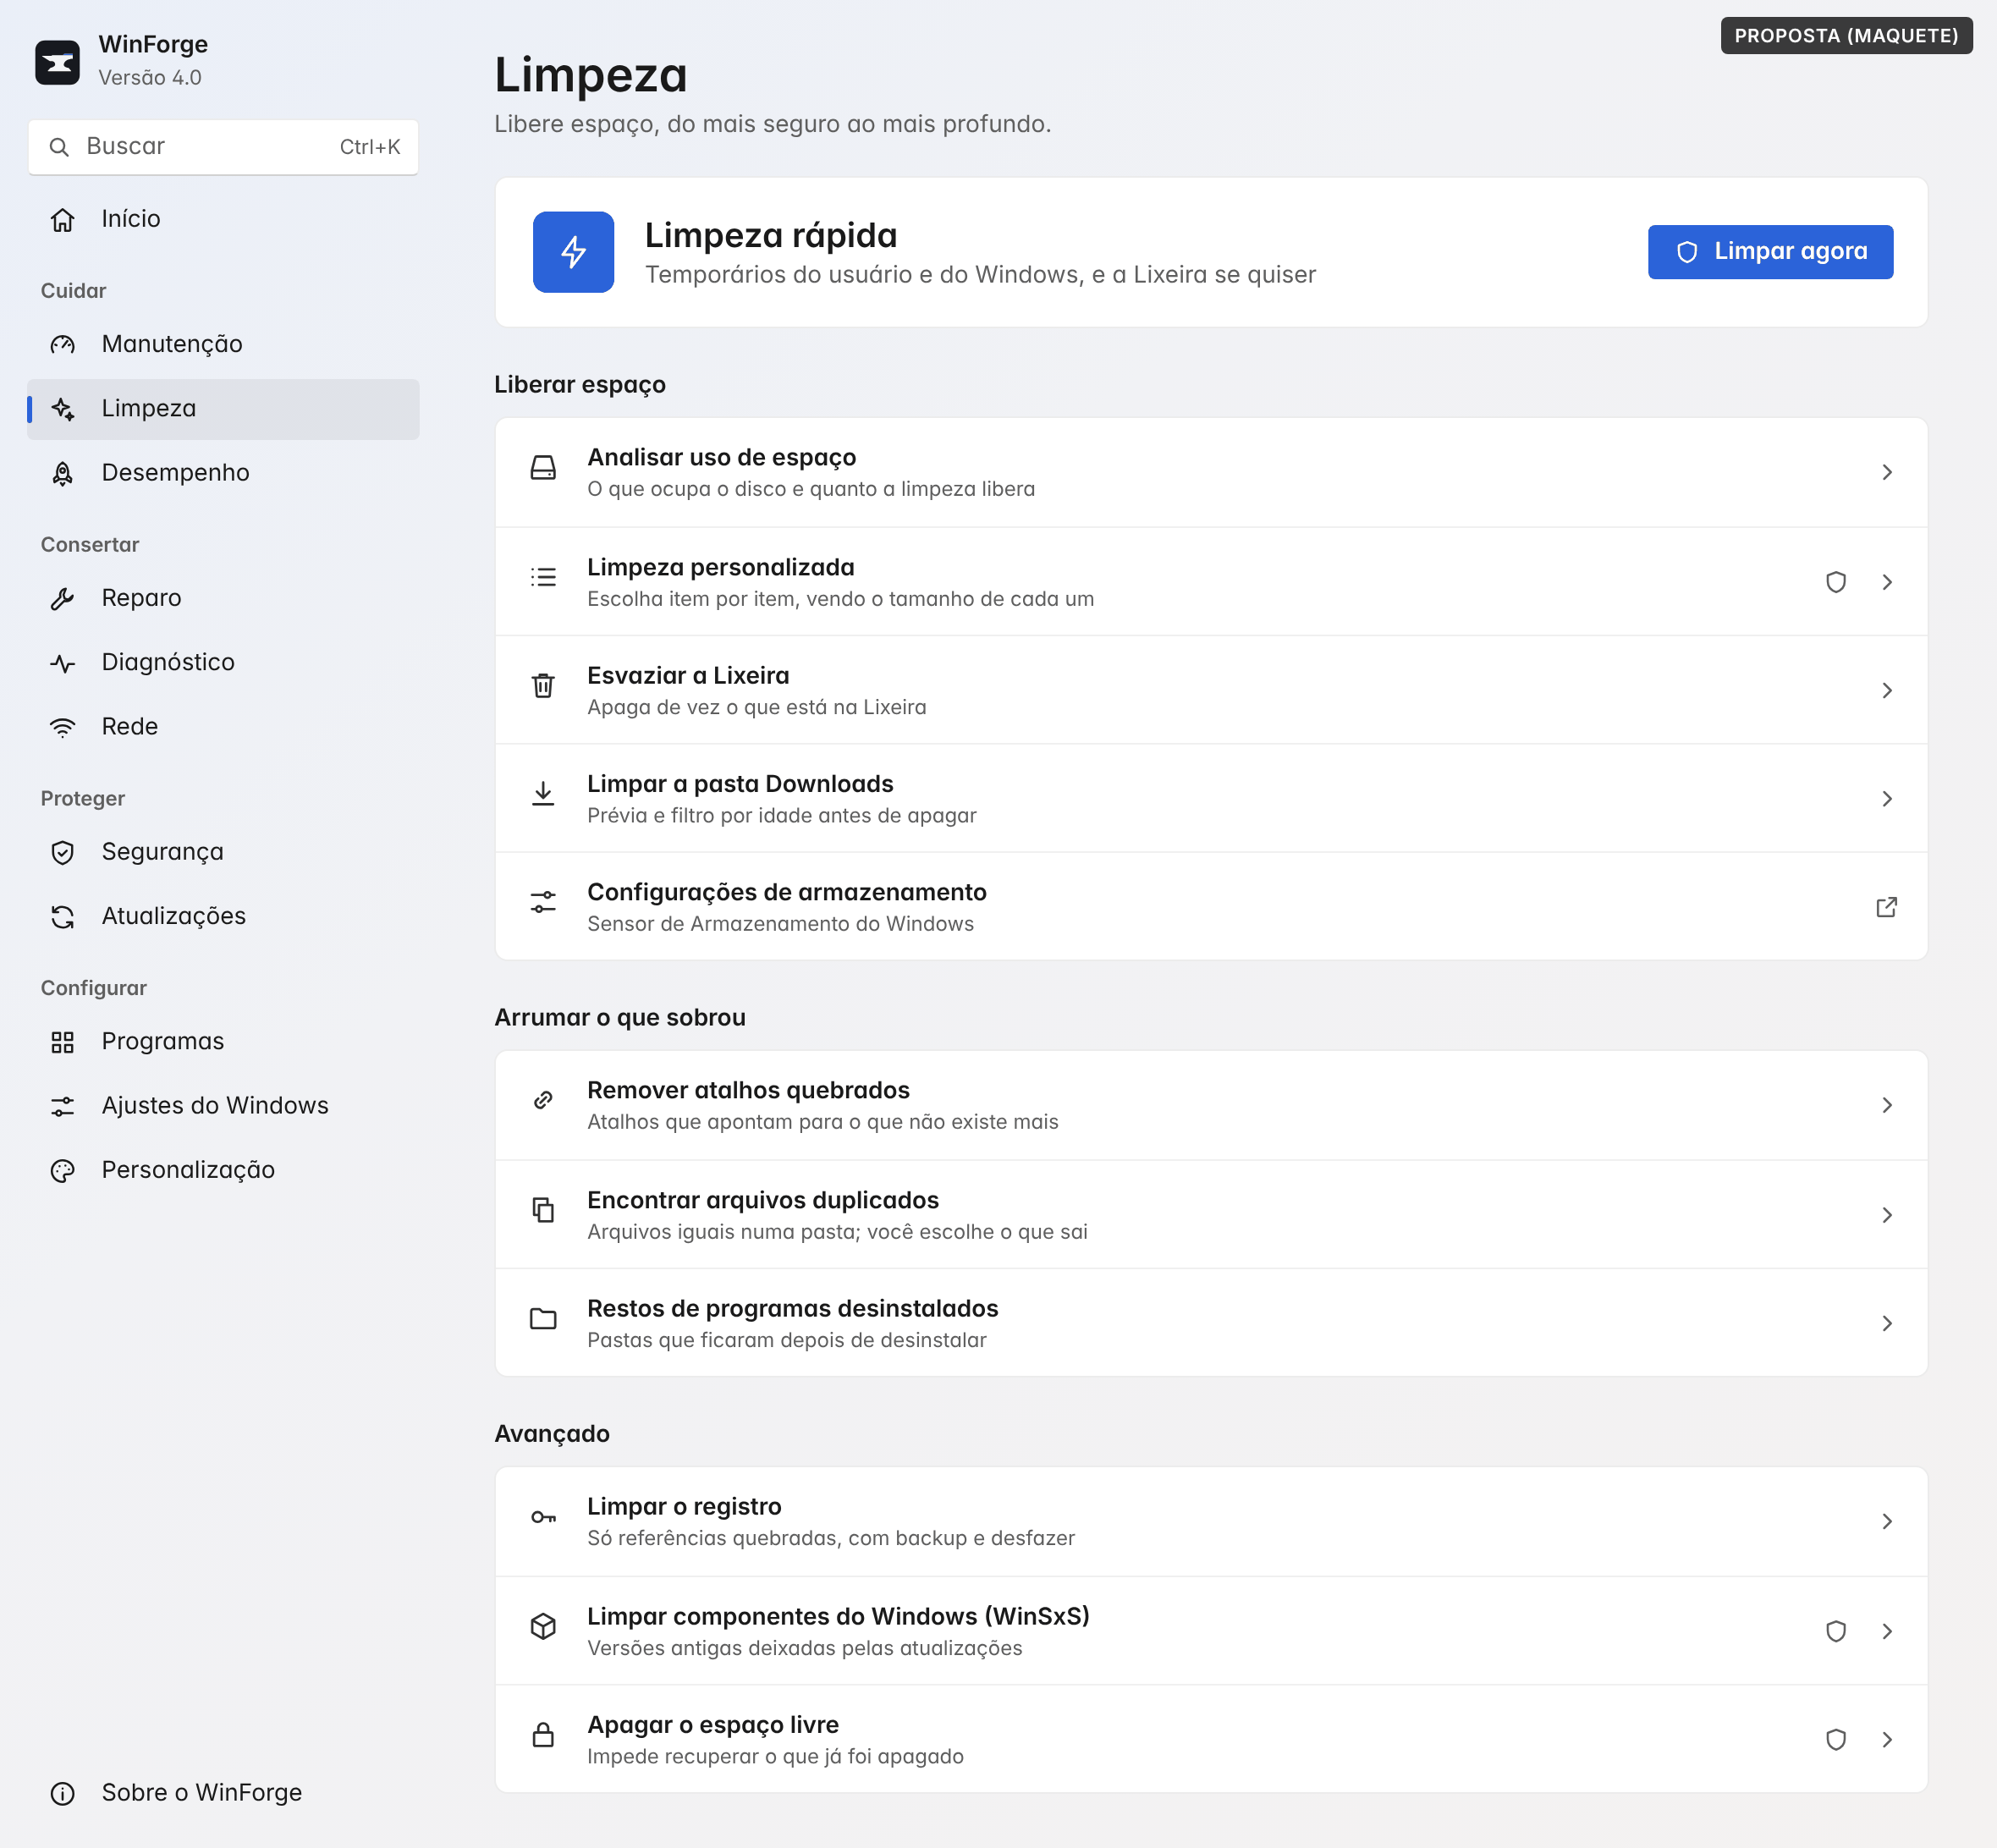 WinForge
Versão 4.0
Buscar Ctrl+K
Início
Cuidar
Manutenção
Limpeza
Desempenho
Consertar
Reparo
Diagnóstico
Rede
Proteger
Segurança
Atualizações
Configurar
Programas
Ajustes do Windows
Personalização
Sobre o WinForge
PROPOSTA (MAQUETE)
Limpeza
Libere espaço, do mais seguro ao mais profundo.
Limpeza rápida
Temporários do usuário e do Windows, e a Lixeira se quiser
Limpar agora
Liberar espaço
Analisar uso de espaço
O que ocupa o disco e quanto a limpeza libera
Limpeza personalizada
Escolha item por item, vendo o tamanho de cada um
Esvaziar a Lixeira
Apaga de vez o que está na Lixeira
Limpar a pasta Downloads
Prévia e filtro por idade antes de apagar
Configurações de armazenamento
Sensor de Armazenamento do Windows
Arrumar o que sobrou
Remover atalhos quebrados
Atalhos que apontam para o que não existe mais
Encontrar arquivos duplicados
Arquivos iguais numa pasta; você escolhe o que sai
Restos de programas desinstalados
Pastas que ficaram depois de desinstalar
Avançado
Limpar o registro
Só referências quebradas, com backup e desfazer
Limpar componentes do Windows (WinSxS)
Versões antigas deixadas pelas atualizações
Apagar o espaço livre
Impede recuperar o que já foi apagado